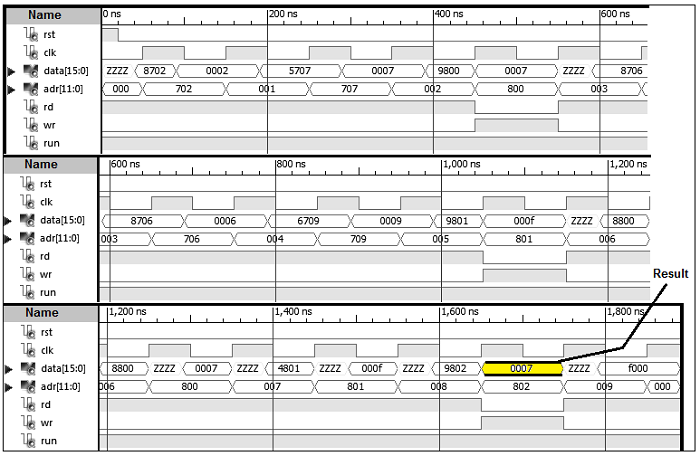 Name 0 ns 200 ns 400 ns 600 ns
rst
clk
data[15:0] ZZZZ 8702 0002 5707 0007 9800 0007 ZZZZ 8706
adr[11:0] 000 702 001 707 002 800 003
rd
wr
run
Name 600 ns 800 ns 1,000 ns 1,200 ns
rst
clk
data[15:0] 8706 0006 6709 0009 9801 000f ZZZZ 8800
adr[11:0] 003 706 004 709 005 801 006
rd
wr
run
Result
Name 1,200 ns 1,400 ns 1,600 ns 1,800 ns
rst
clk
data[15:0] 8800 ZZZZ 0007 ZZZZ 4801 ZZZZ 000f ZZZZ 9802 0007 ZZZZ f000
adr[11:0] 006 800 007 801 008 802 009 000
rd
wr
run